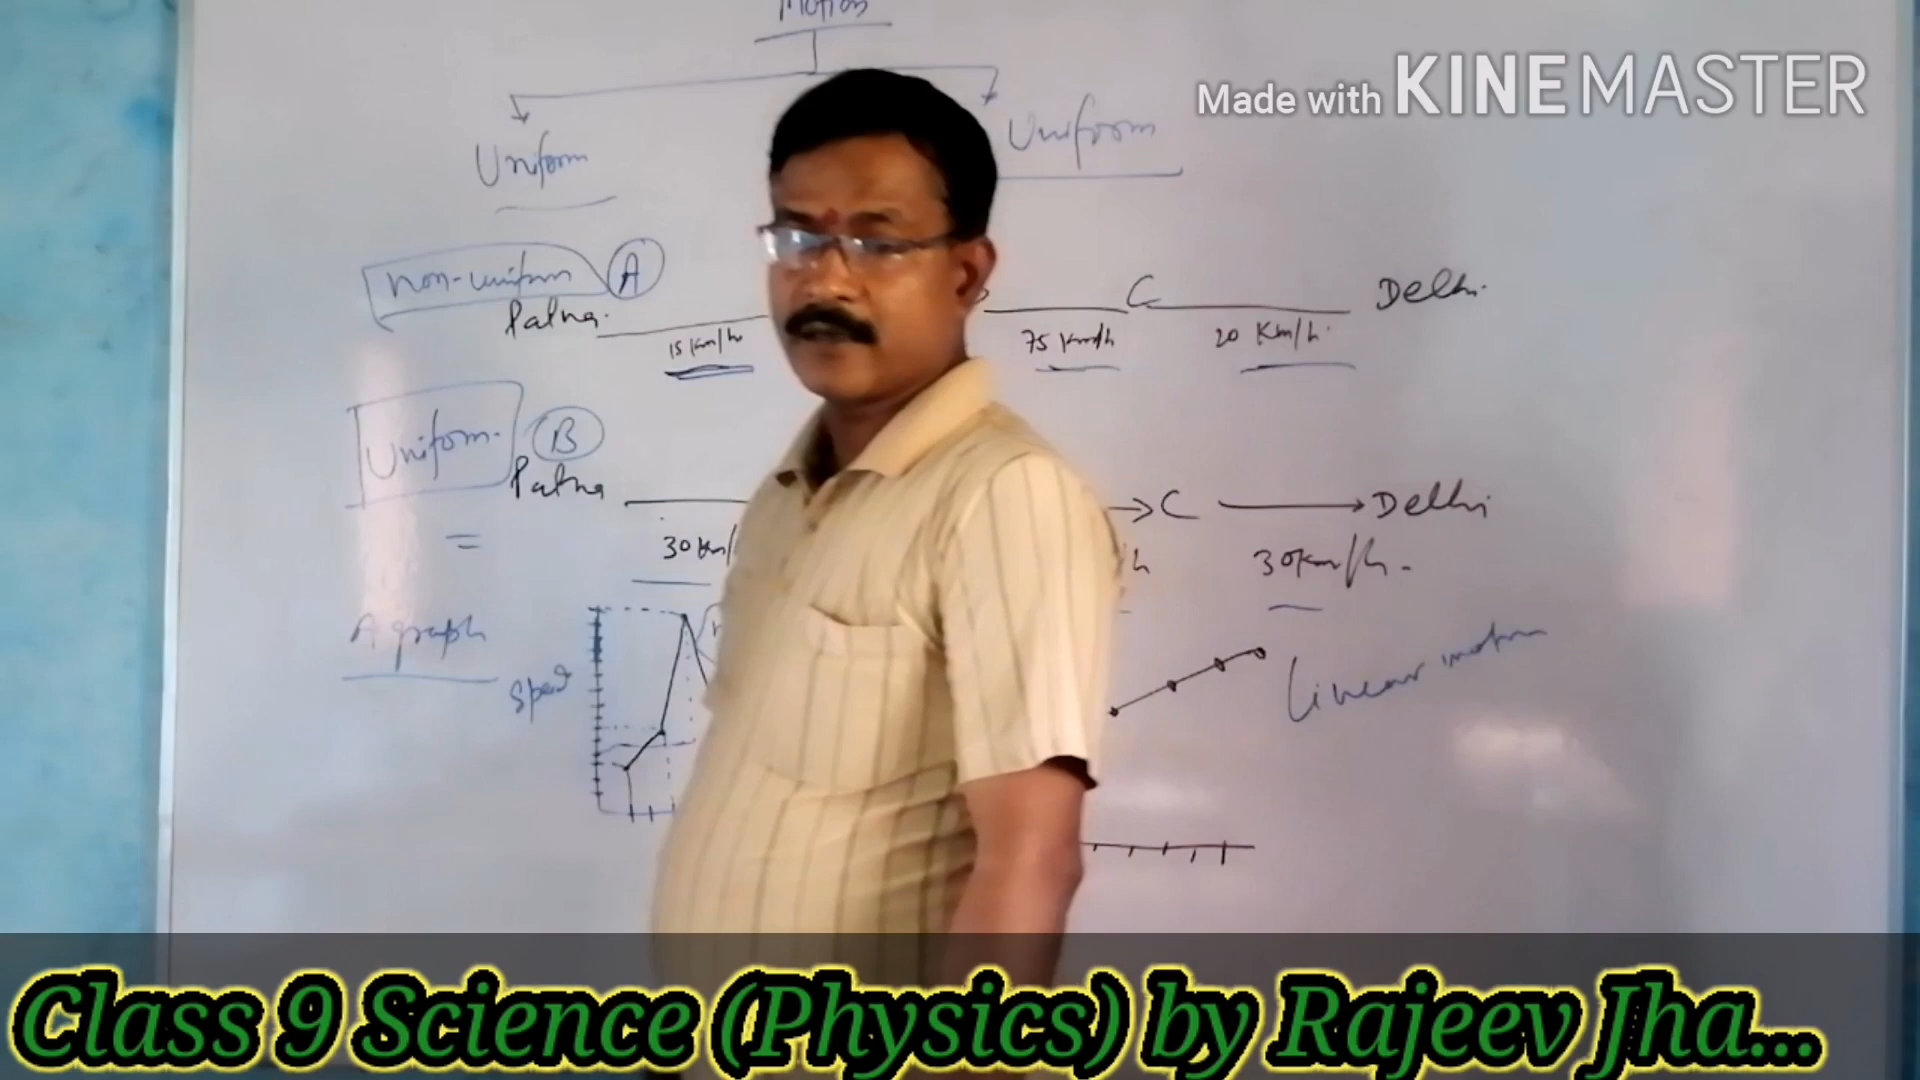 Motion
Made with KINEMASTER
Uniform
Uniform
non-uniform A
Patna.
C
Delhi.
15 Km/h
75 Km/h
20 Km/h.
Uniform.
B
Patna
C
Delhi
30 Km/
h
30Km/h.
A graph
Speed
Linear motion
Class 9 Science (Physics) by Rajeev Jha...